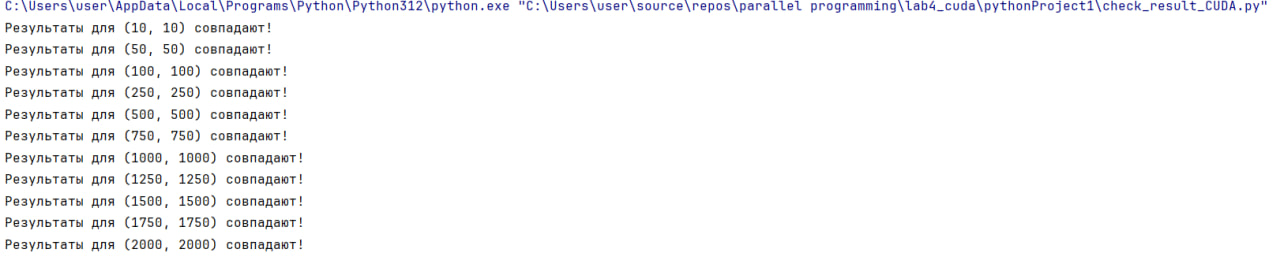 C:\Users\user\AppData\Local\Programs\Python\Python312\python.exe "C:\Users\user\source\repos\parallel programming\lab4_cuda\pythonProject1\check_result_CUDA.py"
Результаты для (10, 10) совпадают!
Результаты для (50, 50) совпадают!
Результаты для (100, 100) совпадают!
Результаты для (250, 250) совпадают!
Результаты для (500, 500) совпадают!
Результаты для (750, 750) совпадают!
Результаты для (1000, 1000) совпадают!
Результаты для (1250, 1250) совпадают!
Результаты для (1500, 1500) совпадают!
Результаты для (1750, 1750) совпадают!
Результаты для (2000, 2000) совпадают!